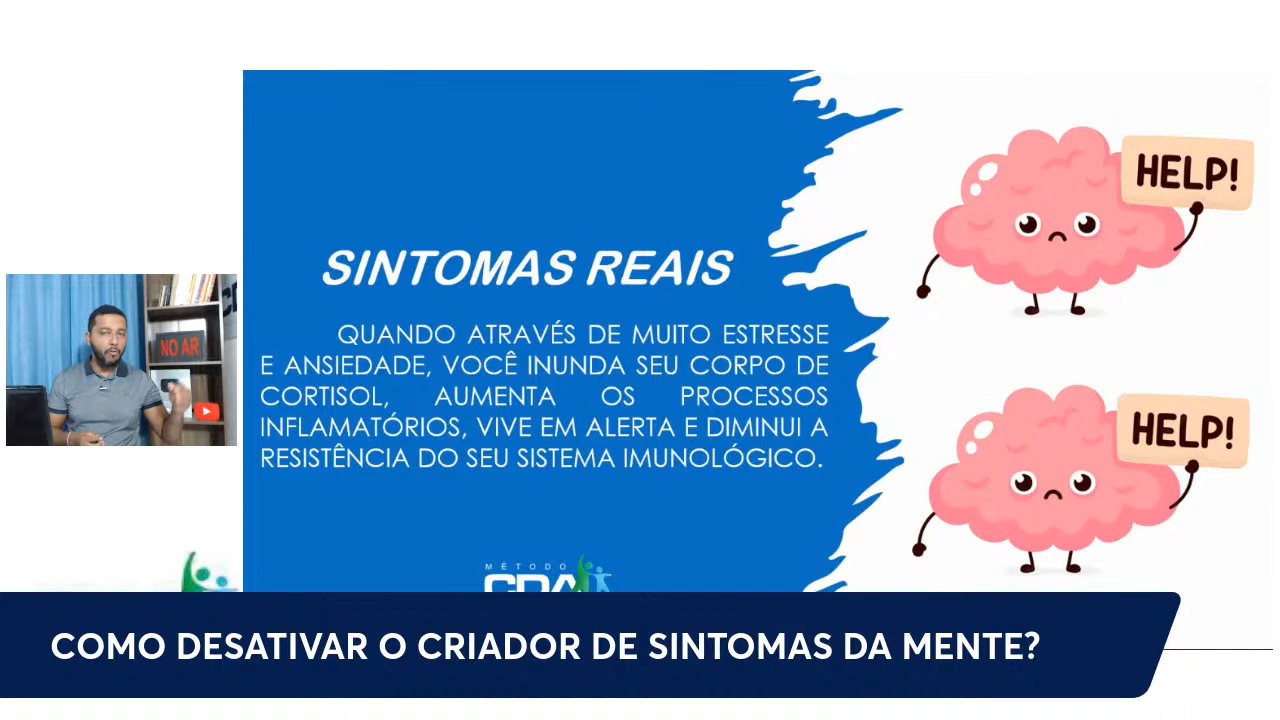 SINTOMAS REAIS
QUANDO ATRAVÉS DE MUITO ESTRESSE
E ANSIEDADE, VOCÊ INUNDA SEU CORPO DE
CORTISOL, AUMENTA OS PROCESSOS
INFLAMATÓRIOS, VIVE EM ALERTA E DIMINUI A
RESISTÊNCIA DO SEU SISTEMA IMUNOLÓGICO.
HELP!
HELP!
NO AR
MÉTODO
CDA
COMO DESATIVAR O CRIADOR DE SINTOMAS DA MENTE?